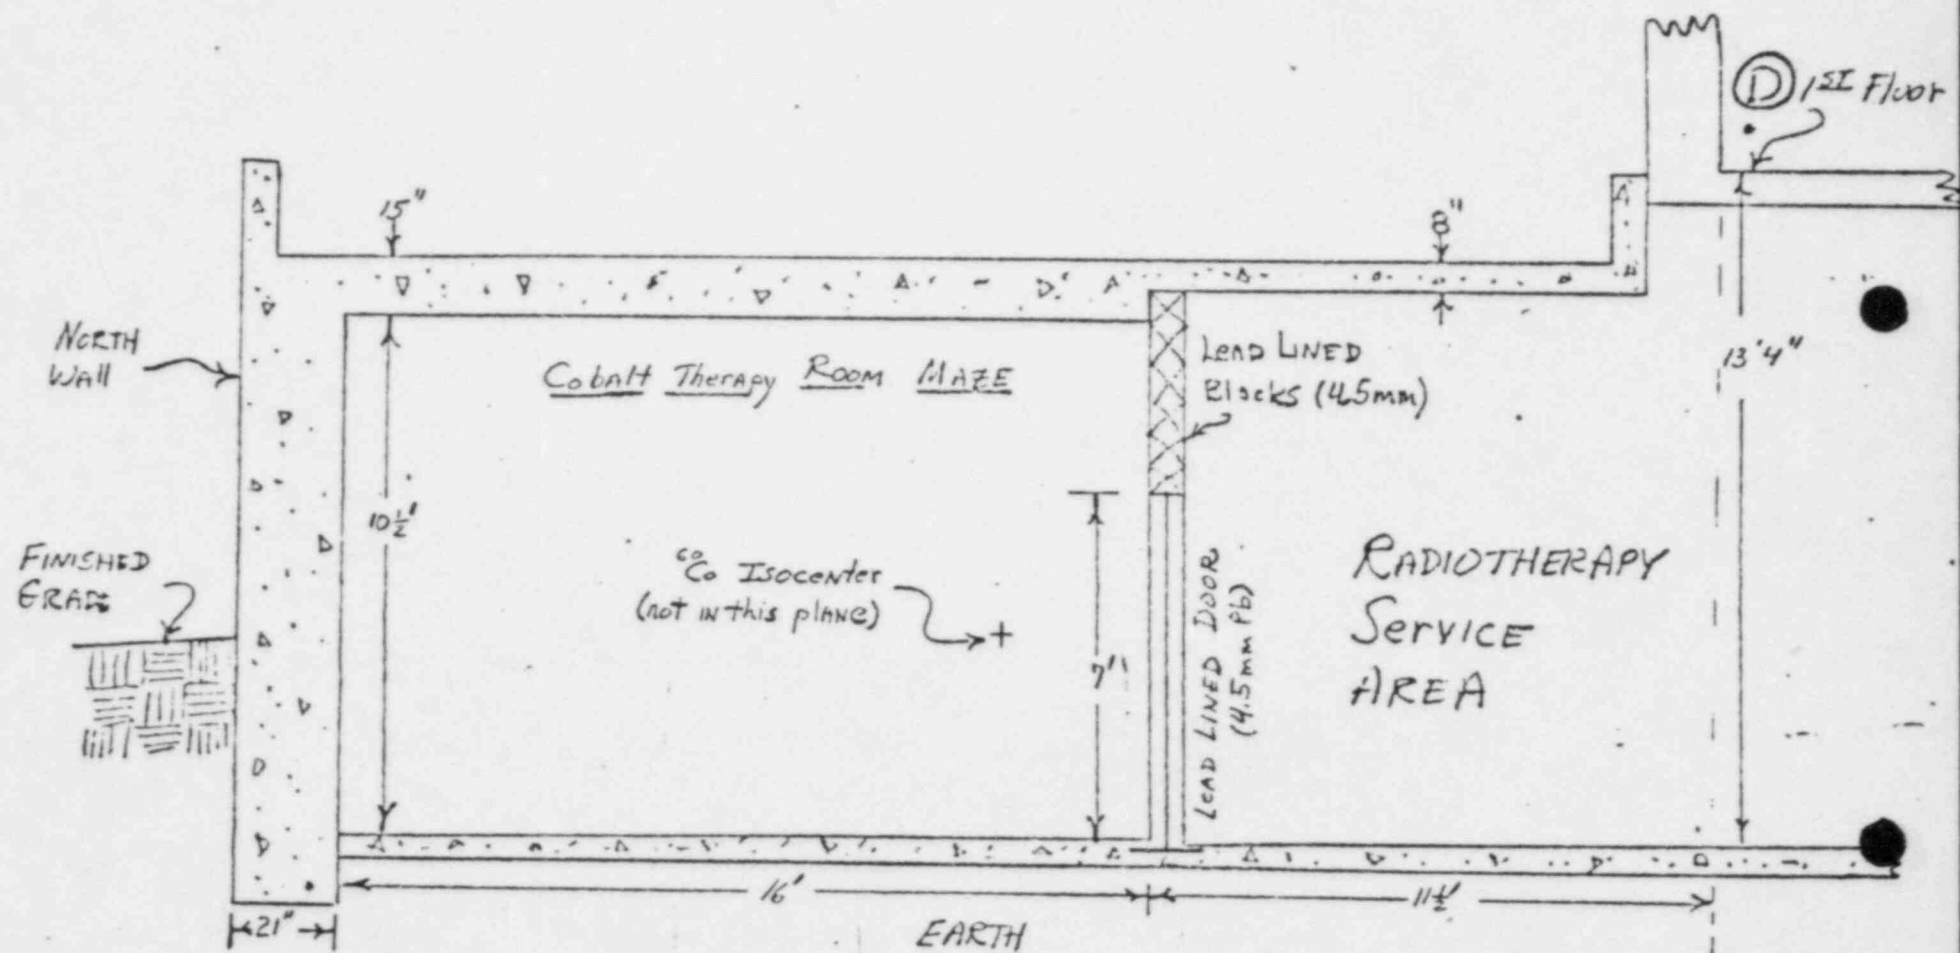 D 1ST Floor
15"
8"
NORTH
WAll
Cobalt Therapy ROOM MAZE
Lead LINED
Blocks (4.5mm)
13'4"
10½'
FINISHED
GRADE
60Co Isocenter
(not in this plane)
7'
LEAD LINED DOOR
(4.5mm Pb)
RADIOTHERAPY
SERVICE
AREA
16'
11½'
21"
EARTH